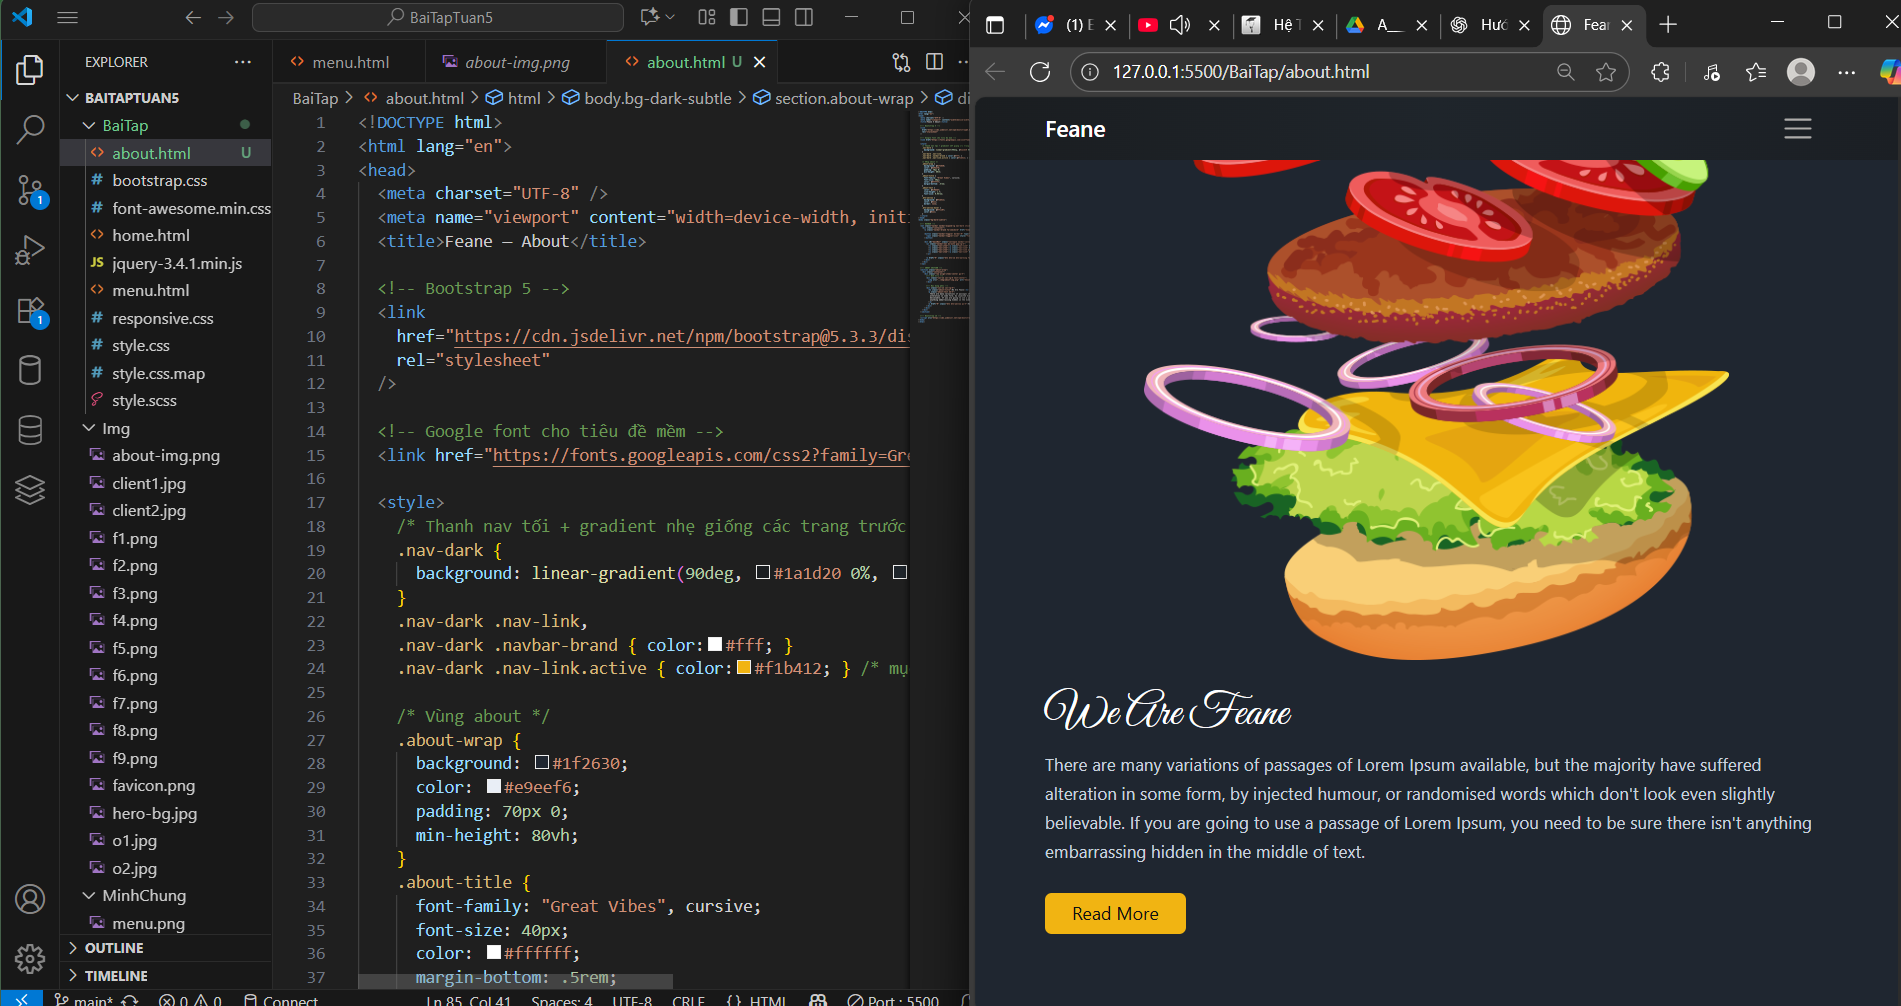 BaiTapTuan5
EXPLORER
BAITAPTUAN5
BaiTap
about.html U
bootstrap.css
font-awesome.min.css
home.html
jquery-3.4.1.min.js
menu.html
responsive.css
style.css
style.css.map
style.scss
Img
about-img.png
client1.jpg
client2.jpg
f1.png
f2.png
f3.png
f4.png
f5.png
f6.png
f7.png
f8.png
f9.png
favicon.png
hero-bg.jpg
o1.jpg
o2.jpg
MinhChung
menu.png
OUTLINE
TIMELINE
1
1
menu.html
about-img.png
about.html U
BaiTap > about.html > html > body.bg-dark-subtle > section.about-wrap > di
1 <!DOCTYPE html>
2 <html lang="en">
3 <head>
4 <meta charset="UTF-8" />
5 <meta name="viewport" content="width=device-width, initi
6 <title>Feane – About</title>
7
8 <!-- Bootstrap 5 -->
9 <link
10 href="https://cdn.jsdelivr.net/npm/bootstrap@5.3.3/dis
11 rel="stylesheet"
12 />
13
14 <!-- Google font cho tiêu đề mềm -->
15 <link href="https://fonts.googleapis.com/css2?family=Gre
16
17 <style>
18 /* Thanh nav tối + gradient nhẹ giống các trang trước
19 .nav-dark {
20 background: linear-gradient(90deg, #1a1d20 0%,
21 }
22 .nav-dark .nav-link,
23 .nav-dark .navbar-brand { color: #fff; }
24 .nav-dark .nav-link.active { color: #f1b412; } /* mụ
25
26 /* Vùng about */
27 .about-wrap {
28 background: #1f2630;
29 color: #e9eef6;
30 padding: 70px 0;
31 min-height: 80vh;
32 }
33 .about-title {
34 font-family: "Great Vibes", cursive;
35 font-size: 40px;
36 color: #ffffff;
37 margin-bottom: .5rem;
main* 0 0 Connect Ln 85, Col 41 Spaces: 4 UTF-8 CRLF {} HTML Port : 5500
(1) E
Hệ T
A__
Hướ
Fean
127.0.0.1:5500/BaiTap/about.html
Feane
We Are Feane
There are many variations of passages of Lorem Ipsum available, but the majority have suffered
alteration in some form, by injected humour, or randomised words which don't look even slightly
believable. If you are going to use a passage of Lorem Ipsum, you need to be sure there isn't anything
embarrassing hidden in the middle of text.
Read More